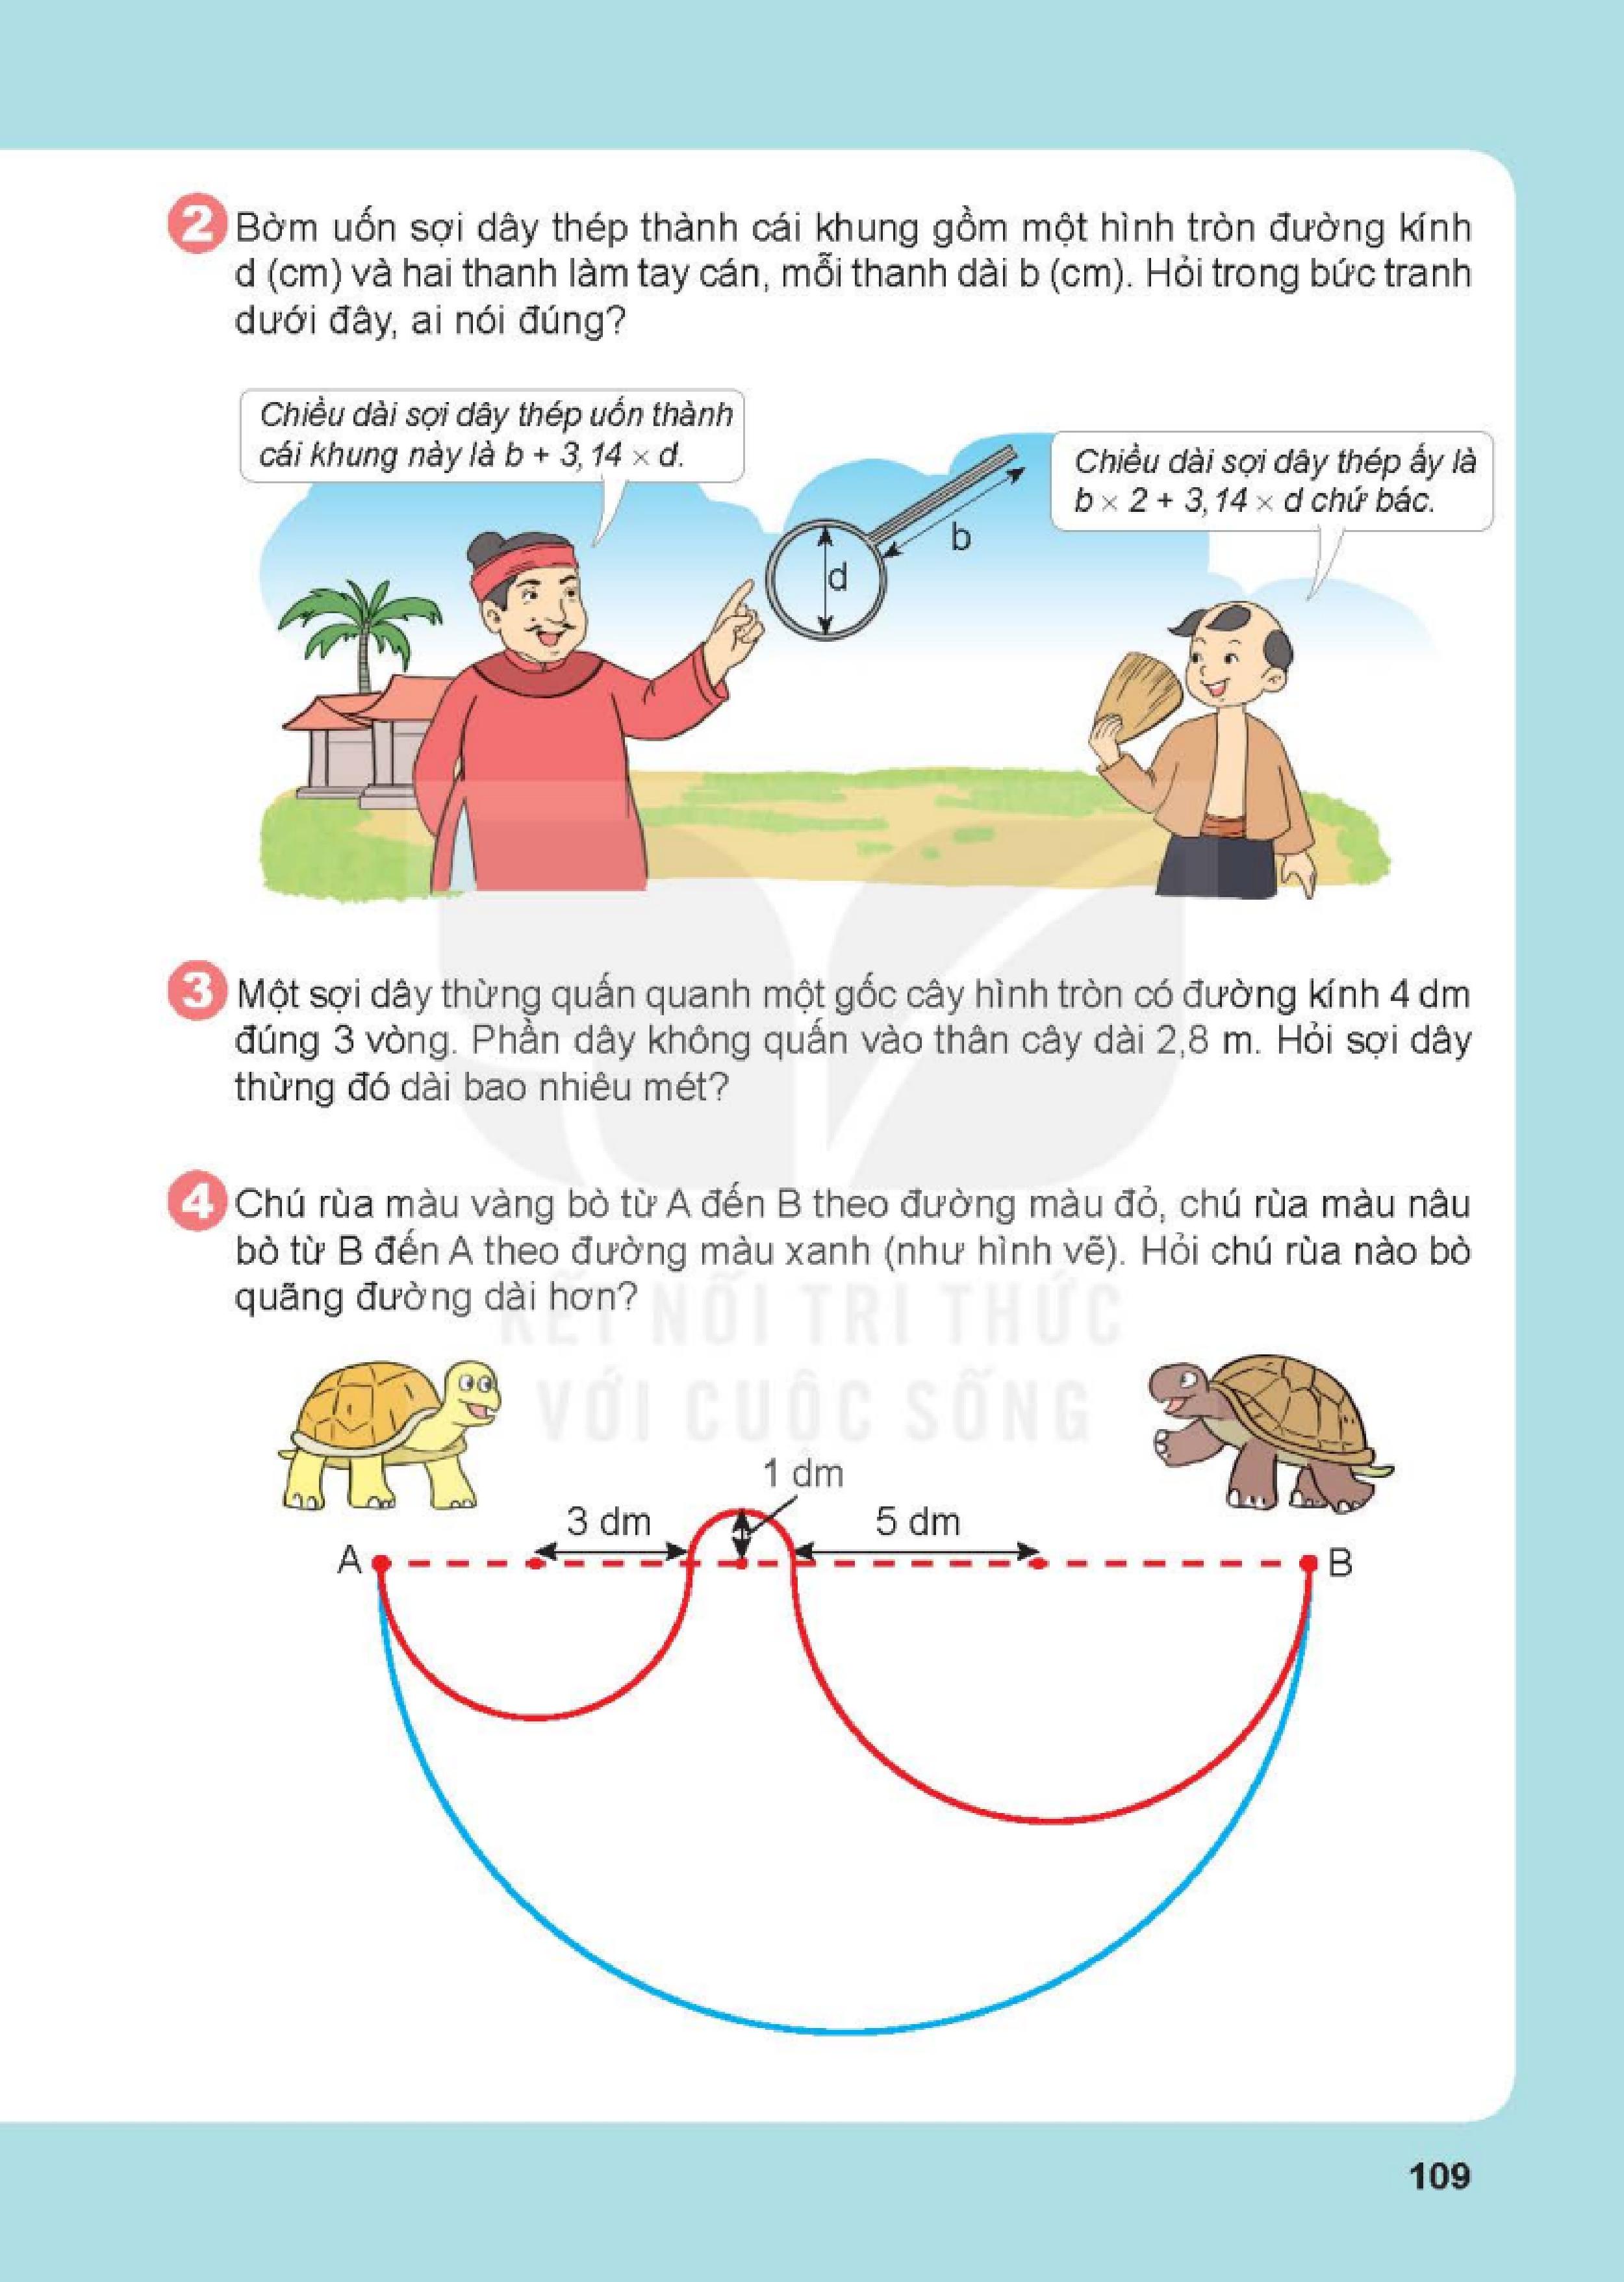 2 Bờm uốn sợi dây thép thành cái khung gồm một hình tròn đường kính
d (cm) và hai thanh làm tay cán, mỗi thanh dài b (cm). Hỏi trong bức tranh
dưới đây, ai nói đúng?
Chiều dài sợi dây thép uốn thành
cái khung này là b + 3,14 × d.
Chiều dài sợi dây thép ấy là
b × 2 + 3,14 × d chứ bác.
b
d
3 Một sợi dây thừng quấn quanh một gốc cây hình tròn có đường kính 4 dm
đúng 3 vòng. Phần dây không quấn vào thân cây dài 2,8 m. Hỏi sợi dây
thừng đó dài bao nhiêu mét?
4 Chú rùa màu vàng bò từ A đến B theo đường màu đỏ, chú rùa màu nâu
bò từ B đến A theo đường màu xanh (như hình vẽ). Hỏi chú rùa nào bò
quãng đường dài hơn?
KẾT NỐI TRI THỨC
VỚI CUỘC SỐNG
1 dm
3 dm
5 dm
A
B
109